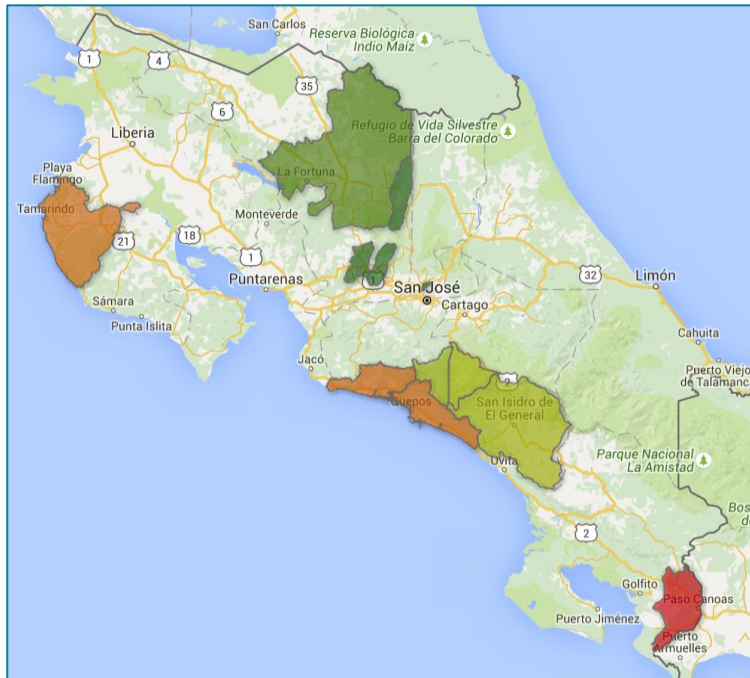 San Carlos
Reserva Biológica
Indio Maíz
1
4
35
6
Liberia
Refugio de Vida Silvestre
Barra del Colorado
Playa
Flamingo
La Fortuna
Tamarindo
Monteverde
21
18
1
1
32
Puntarenas
San José
Limón
Cartago
Sámara
Punta Islita
Cahuita
Jacó
Puerto Viejo
de Talamanca
2
Quepos
San Isidro de
El General
Uvita
Parque Nacional
La Amistad
Bos
d
2
Golfito
Paso Canoas
Puerto Jiménez
Puerto
Armuelles